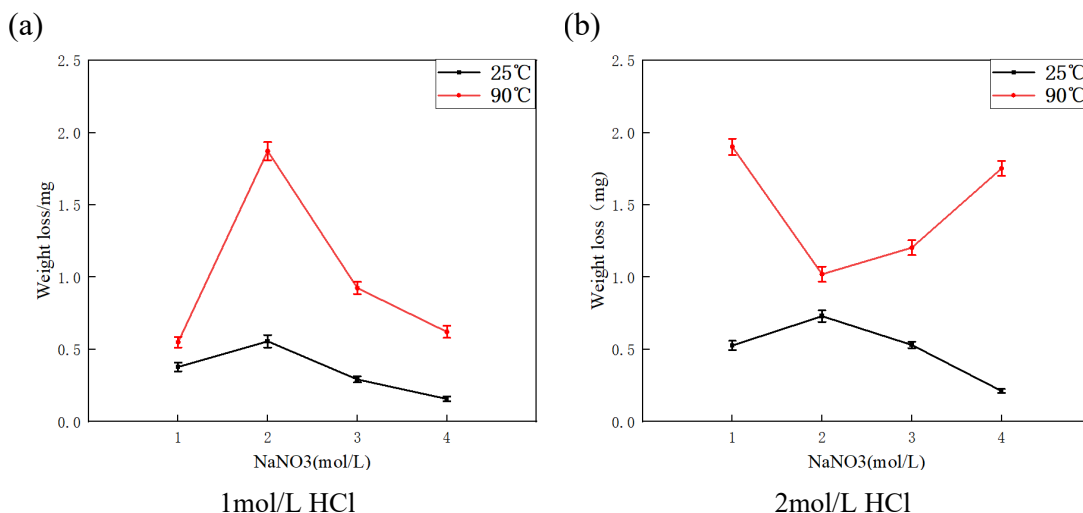 (a)
2.5
2.0
1.5
1.0
0.5
0.0
Weight loss/mg
25℃
90℃
1 2 3 4
NaNO3(mol/L)
1mol/L HCl
(b)
2.5
2.0
1.5
1.0
0.5
0.0
Weight loss（mg）
25℃
90℃
1 2 3 4
NaNO3(mol/L)
2mol/L HCl